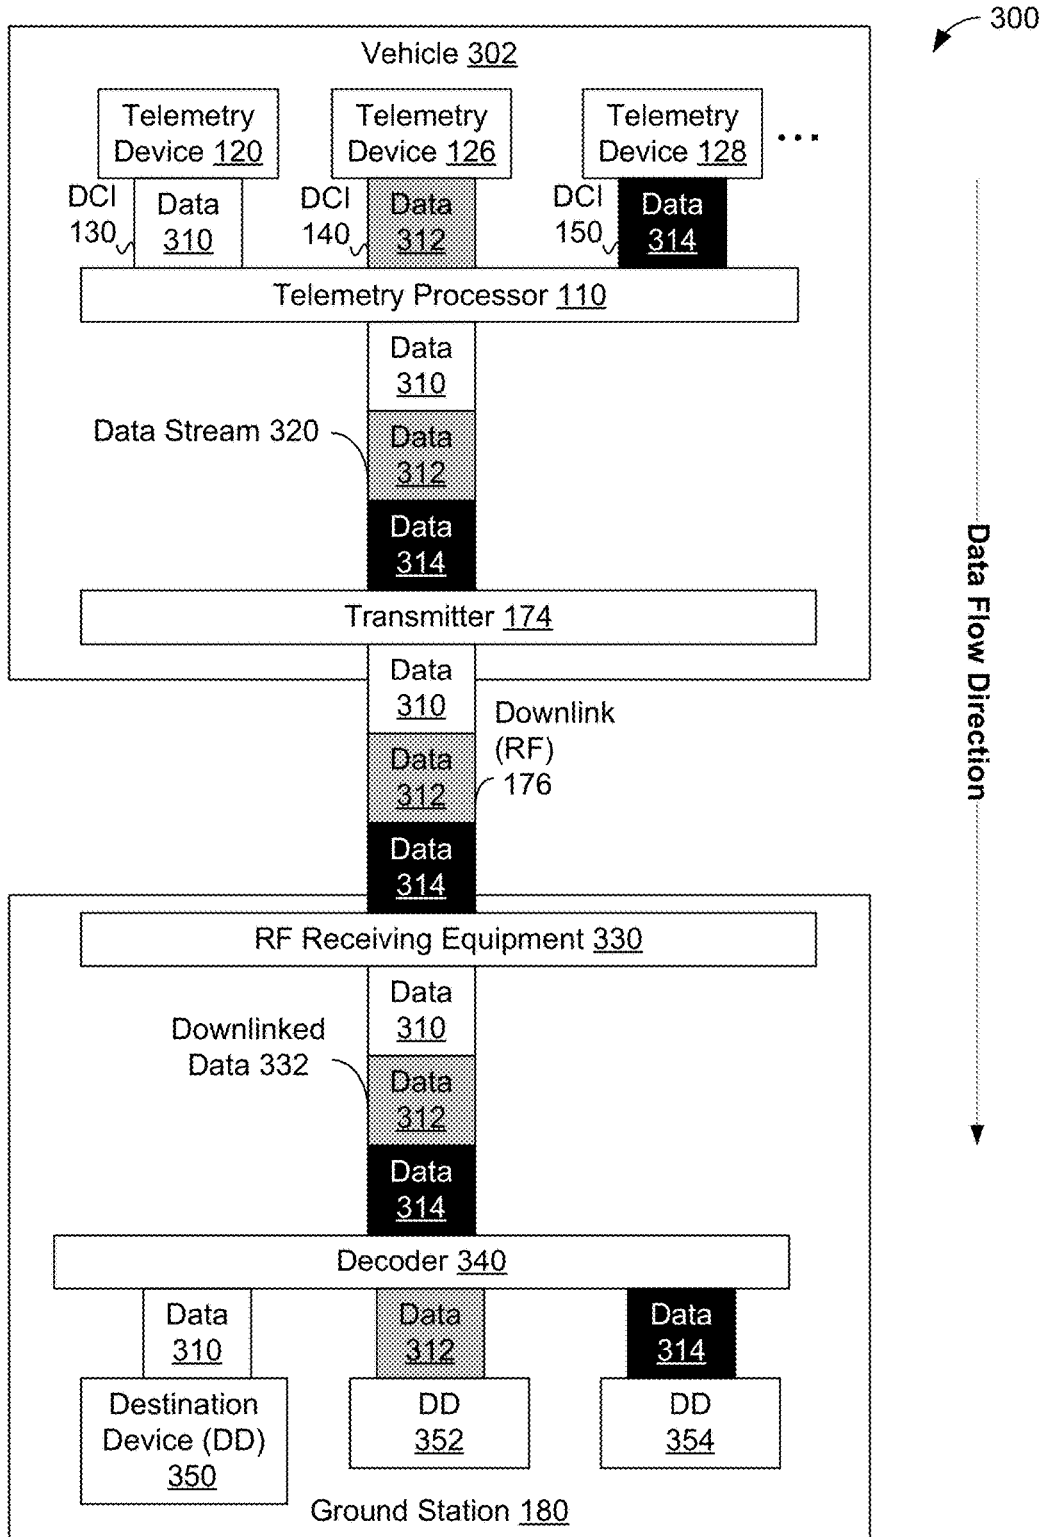 300
Vehicle 302
Telemetry
Device 120
Telemetry
Device 126
Telemetry
Device 128
...
DCI
130
Data
310
DCI
140
Data
312
DCI
150
Data
314
Telemetry Processor 110
Data
310
Data Stream 320
Data
312
Data
314
Transmitter 174
Data
310
Downlink
(RF)
176
Data
312
Data
314
Data Flow Direction
RF Receiving Equipment 330
Data
310
Downlinked
Data 332
Data
312
Data
314
Decoder 340
Data
310
Data
312
Data
314
Destination
Device (DD)
350
DD
352
DD
354
Ground Station 180